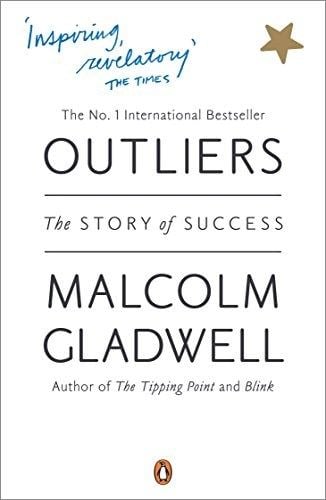 'Inspiring,
revelatory'
THE TIMES
The No. 1 International Bestseller
OUTLIERS
The STORY of SUCCESS
MALCOLM
GLADWELL
Author of The Tipping Point and Blink